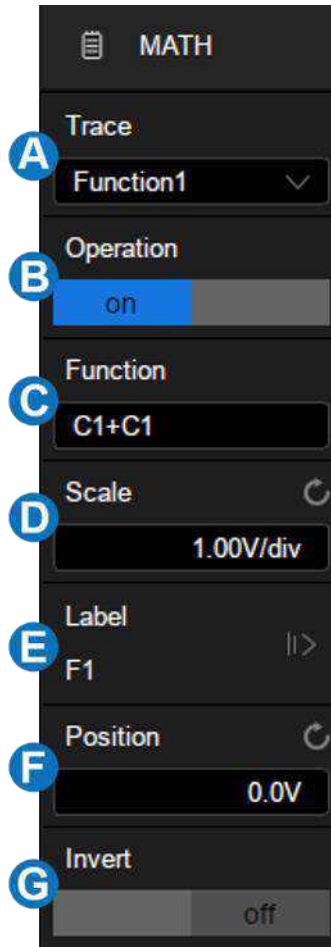 MATH
Trace
A
Function1
Operation
B
on
Function
C
C1+C1
Scale
D
1.00V/div
Label
E
F1
Position
F
0.0V
Invert
G
off